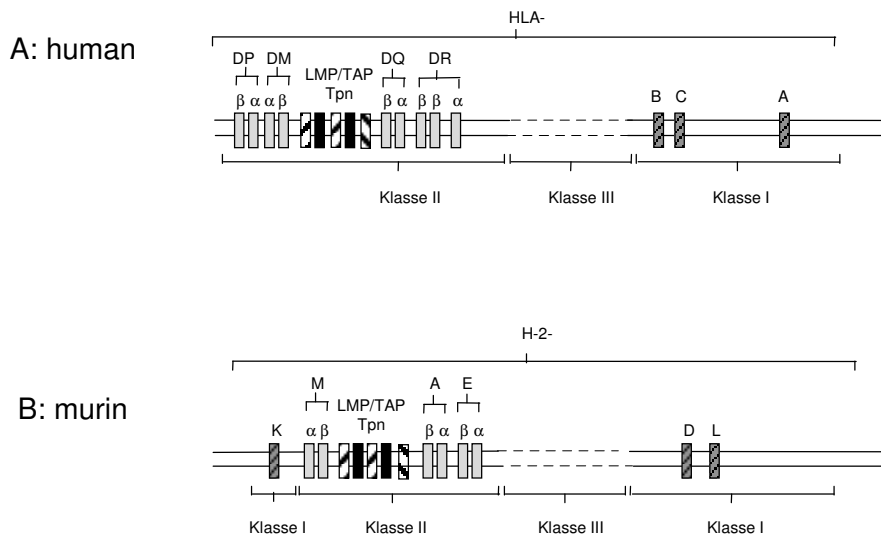 HLA-
A: human
DP DM DQ DR
LMP/TAP
Tpn
β α α β β α β β α B C A
Klasse II Klasse III Klasse I
H-2-
B: murin
M A E
LMP/TAP
Tpn
K α β β α β α D L
Klasse I Klasse II Klasse III Klasse I